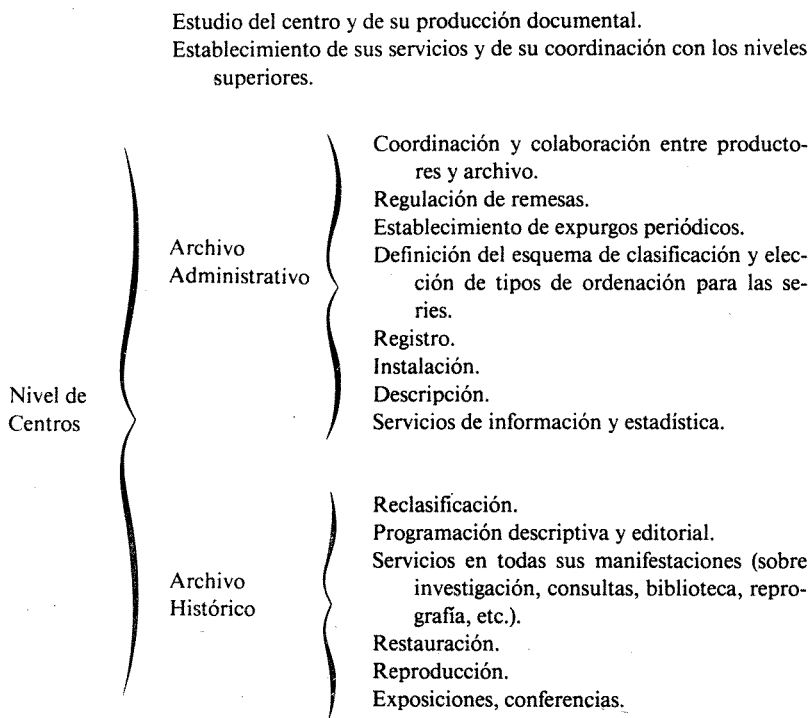 Estudio del centro y de su producción documental.
Establecimiento de sus servicios y de su coordinación con los niveles
superiores.
Nivel de
Centros
Archivo
Administrativo
Coordinación y colaboración entre producto-
res y archivo.
Regulación de remesas.
Establecimiento de expurgos periódicos.
Definición del esquema de clasificación y elec-
ción de tipos de ordenación para las se-
ries.
Registro.
Instalación.
Descripción.
Servicios de información y estadística.
Archivo
Histórico
Reclasificación.
Programación descriptiva y editorial.
Servicios en todas sus manifestaciones (sobre
investigación, consultas, biblioteca, repro-
grafía, etc.).
Restauración.
Reproducción.
Exposiciones, conferencias.